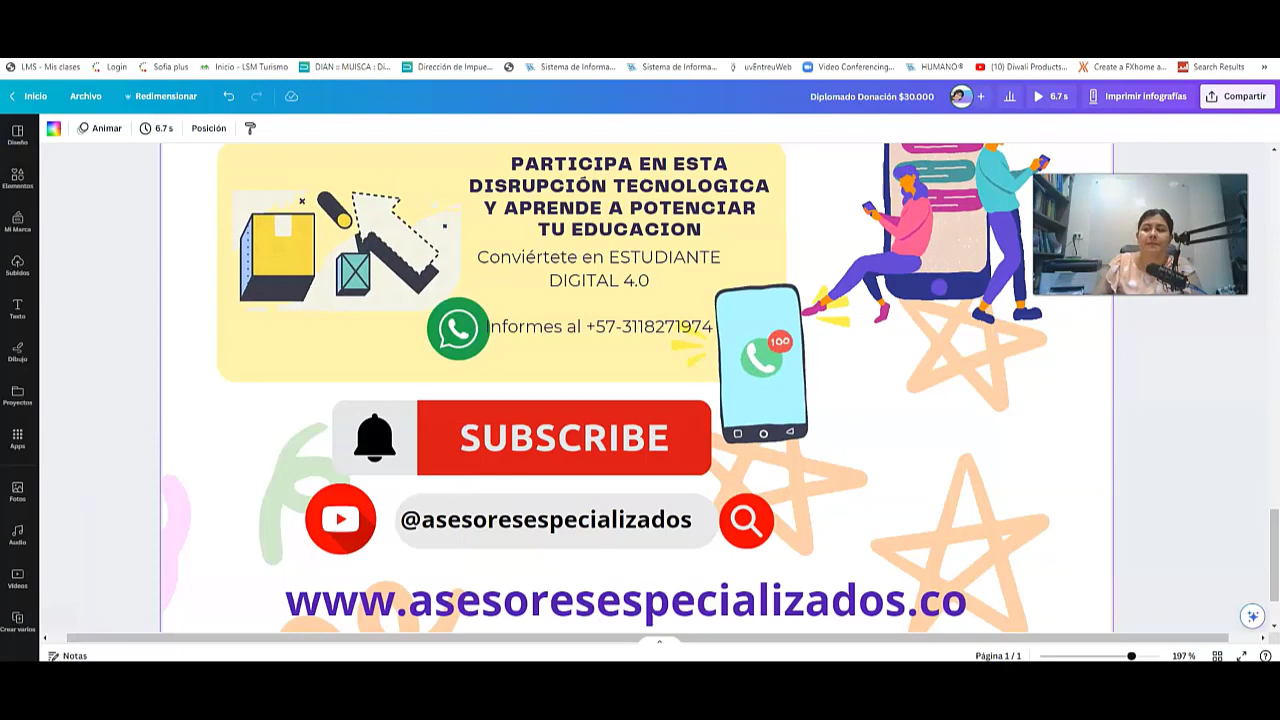 LMS - Mis clases
Login
Sofia plus
Inicio - LSM Turismo
DIAN :: MUISCA : Di...
Dirección de Impue...
Sistema de Informa...
Sistema de Informa...
uvEntreuWeb
Video Conferencing...
HUMANO®
(10) Diwali Products...
Create a FXhome a...
Search Results
»
Inicio
Archivo
Redimensionar
Diplomado Donación $30.000
+
6.7 s
Imprimir infografías
Compartir
Animar
6.7 s
Posición
Diseño
Elementos
Mi Marca
Subidos
Texto
Dibujo
Proyectos
Apps
Fotos
Audio
Videos
Crear varios
PARTICIPA EN ESTA
DISRUPCIÓN TECNOLOGICA
Y APRENDE A POTENCIAR
TU EDUCACION
Conviértete en ESTUDIANTE
DIGITAL 4.0
Informes al +57-3118271974
100
SUBSCRIBE
@asesoresespecializados
www.asesoresespecializados.co
Notas
Página 1 / 1
197 %